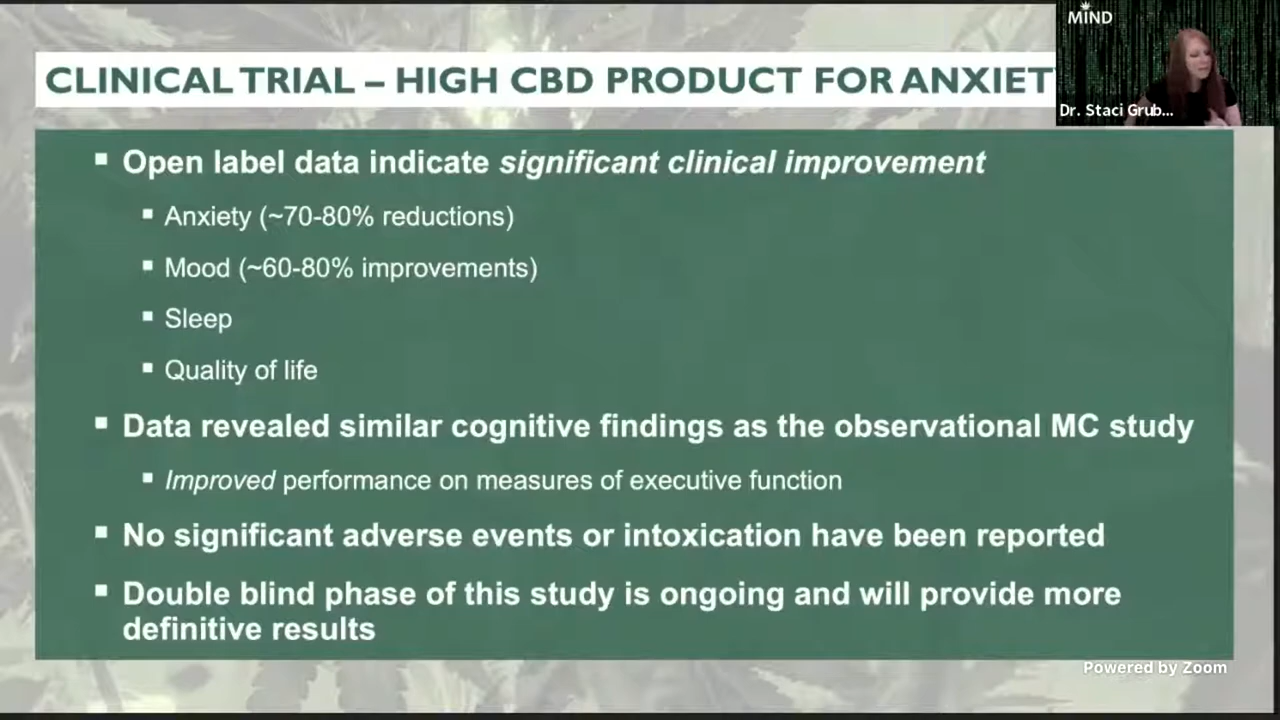 MIND
CLINICAL TRIAL – HIGH CBD PRODUCT FOR ANXIET
Dr. Staci Grub...
▪ Open label data indicate significant clinical improvement
▪ Anxiety (~70-80% reductions)
▪ Mood (~60-80% improvements)
▪ Sleep
▪ Quality of life
▪ Data revealed similar cognitive findings as the observational MC study
▪ Improved performance on measures of executive function
▪ No significant adverse events or intoxication have been reported
▪ Double blind phase of this study is ongoing and will provide more
definitive results
Powered by Zoom